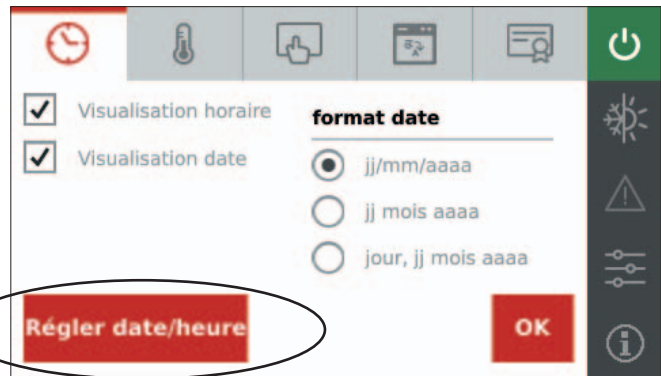 Visualisation horaire
Visualisation date
format date
jj/mm/aaaa
jj mois aaaa
jour, jj mois aaaa
Régler date/heure
OK